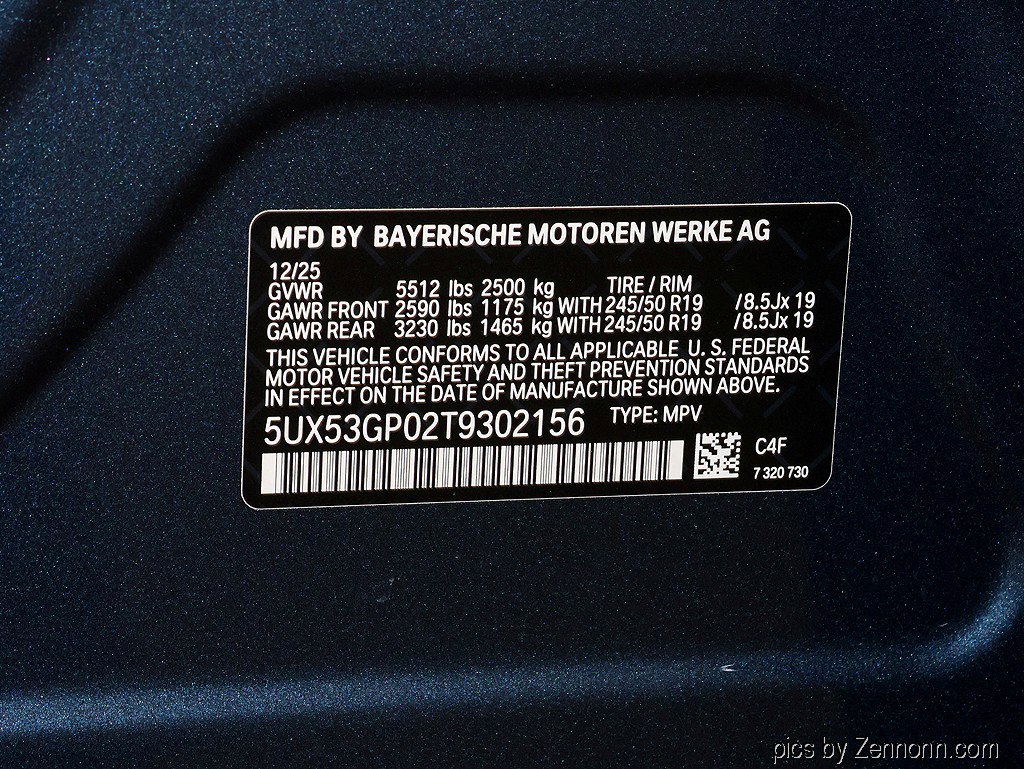 MFD BY BAYERISCHE MOTOREN WERKE AG
12/25
GVWR 5512 lbs 2500 kg TIRE / RIM
GAWR FRONT 2590 lbs 1175 kg WITH 245/50 R19 /8.5Jx 19
GAWR REAR 3230 lbs 1465 kg WITH 245/50 R19 /8.5Jx 19
THIS VEHICLE CONFORMS TO ALL APPLICABLE U. S. FEDERAL
MOTOR VEHICLE SAFETY AND THEFT PREVENTION STANDARDS
IN EFFECT ON THE DATE OF MANUFACTURE SHOWN ABOVE.
5UX53GP02T9302156 TYPE: MPV
C4F
7 320 730
pics by Zennonn.com